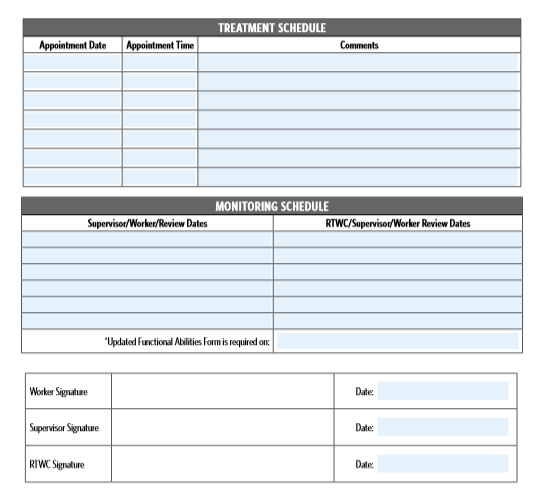 TREATMENT SCHEDULE
Appointment Date Appointment Time Comments
MONITORING SCHEDULE
Supervisor/Worker/Review Dates RTWC/Supervisor/Worker Review Dates
*Updated Functional Abilities Form is required on:
Worker Signature Date:
Supervisor Signature Date:
RTWC Signature Date: